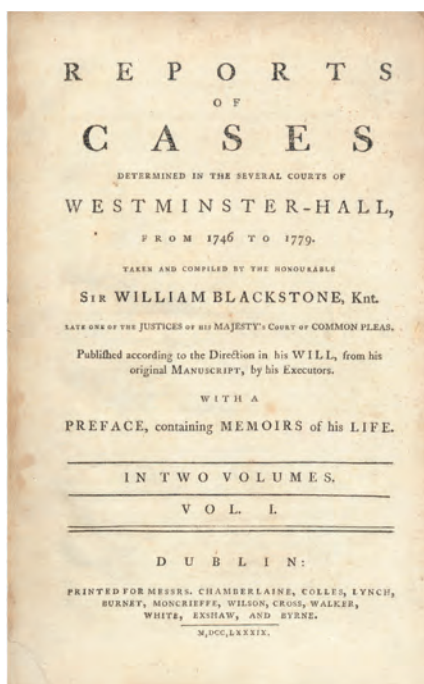 REPORTS
OF
CASES
DETERMINED IN THE SEVERAL COURTS OF
WESTMINSTER-HALL,
FROM 1746 TO 1779.
TAKEN AND COMPILED BY THE HONOURABLE
SIR WILLIAM BLACKSTONE, Knt.
LATE ONE OF THE JUSTICES OF HIS MAJESTY's COURT OF COMMON PLEAS.
Publiſhed according to the Direction in his WILL, from his
original MANUSCRIPT, by his Executors.
WITH A
PREFACE, containing MEMOIRS of his LIFE.
IN TWO VOLUMES.
VOL. I.
DUBLIN:
PRINTED FOR MESSRS. CHAMBERLAINE, COLLES, LYNCH,
BURNET, MONCRIEFFE, WILSON, CROSS, WALKER,
WHITE, EXSHAW, AND BYRNE.
M,DCC,LXXXIX.